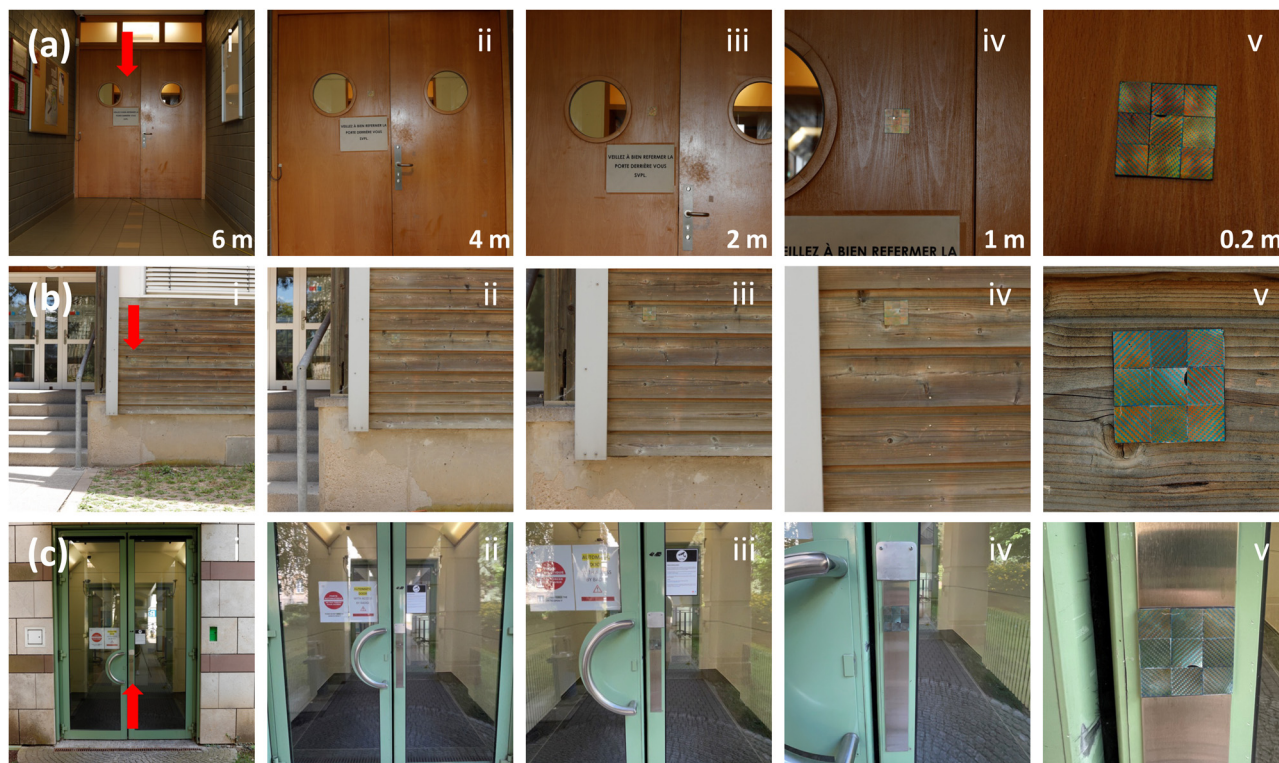 (a)
i
6 m
VEILLEZ À BIEN REFERMER LA
PORTE DERRIÈRE VOUS
SVPL.
ii
4 m
VEILLEZ À BIEN REFERMER LA
PORTE DERRIÈRE VOUS
SVPL.
iii
2 m
EILLEZ À BIEN REFERMER LA
iv
1 m
v
0.2 m
(b)
i
ii
iii
iv
v
(c)
i
ii
iii
iv
v